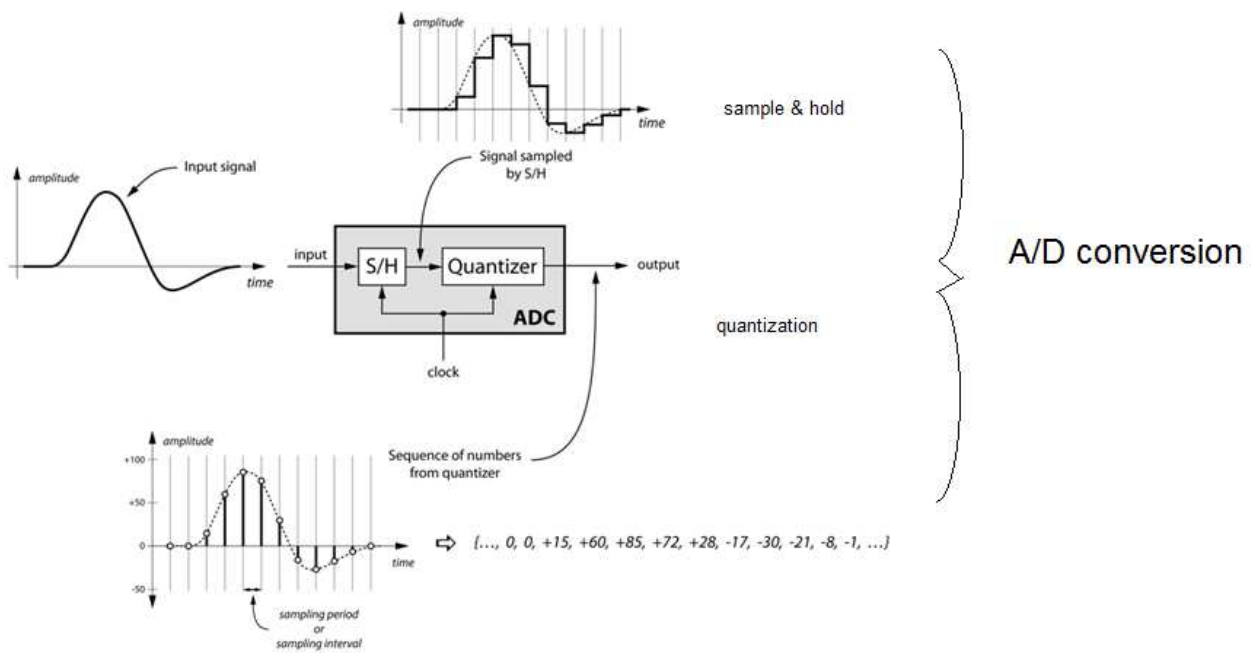 amplitude
time
sample & hold
Signal sampled
by S/H
Input signal
amplitude
time
input
S/H
Quantizer
output
ADC
clock
A/D conversion
quantization
Sequence of numbers
from quantizer
amplitude
+100
+50
0
-50
time
{..., 0, 0, +15, +60, +85, +72, +28, -17, -30, -21, -8, -1, ...}
sampling period
or
sampling interval